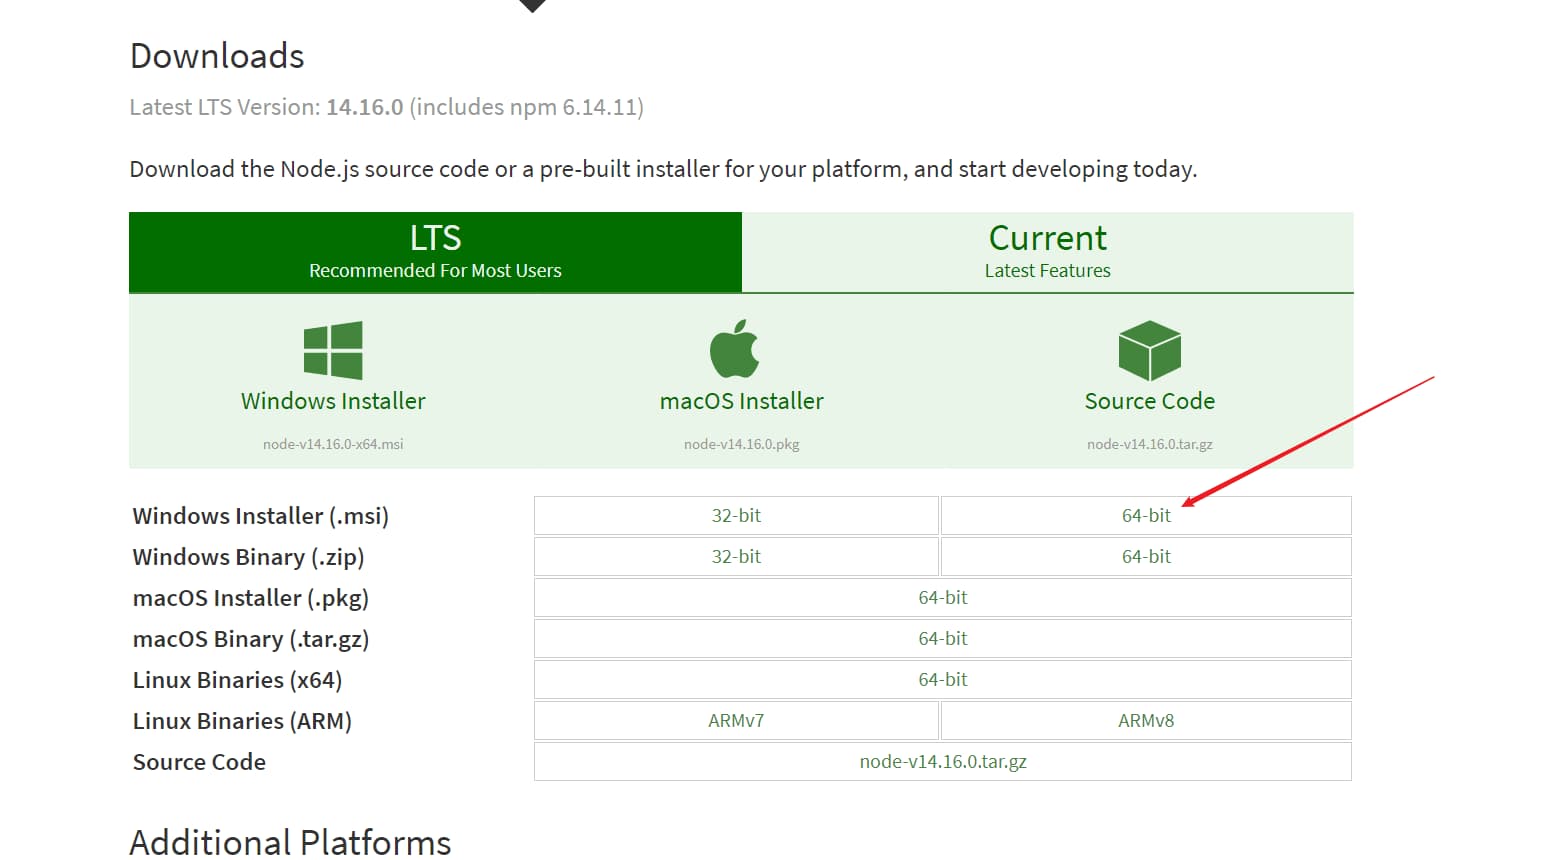 Downloads
Latest LTS Version: 14.16.0 (includes npm 6.14.11)
Download the Node.js source code or a pre-built installer for your platform, and start developing today.
LTS
Recommended For Most Users
Current
Latest Features
Windows Installer
node-v14.16.0-x64.msi
macOS Installer
node-v14.16.0.pkg
Source Code
node-v14.16.0.tar.gz
Windows Installer (.msi) 32-bit 64-bit
Windows Binary (.zip) 32-bit 64-bit
macOS Installer (.pkg) 64-bit
macOS Binary (.tar.gz) 64-bit
Linux Binaries (x64) 64-bit
Linux Binaries (ARM) ARMv7 ARMv8
Source Code node-v14.16.0.tar.gz
Additional Platforms